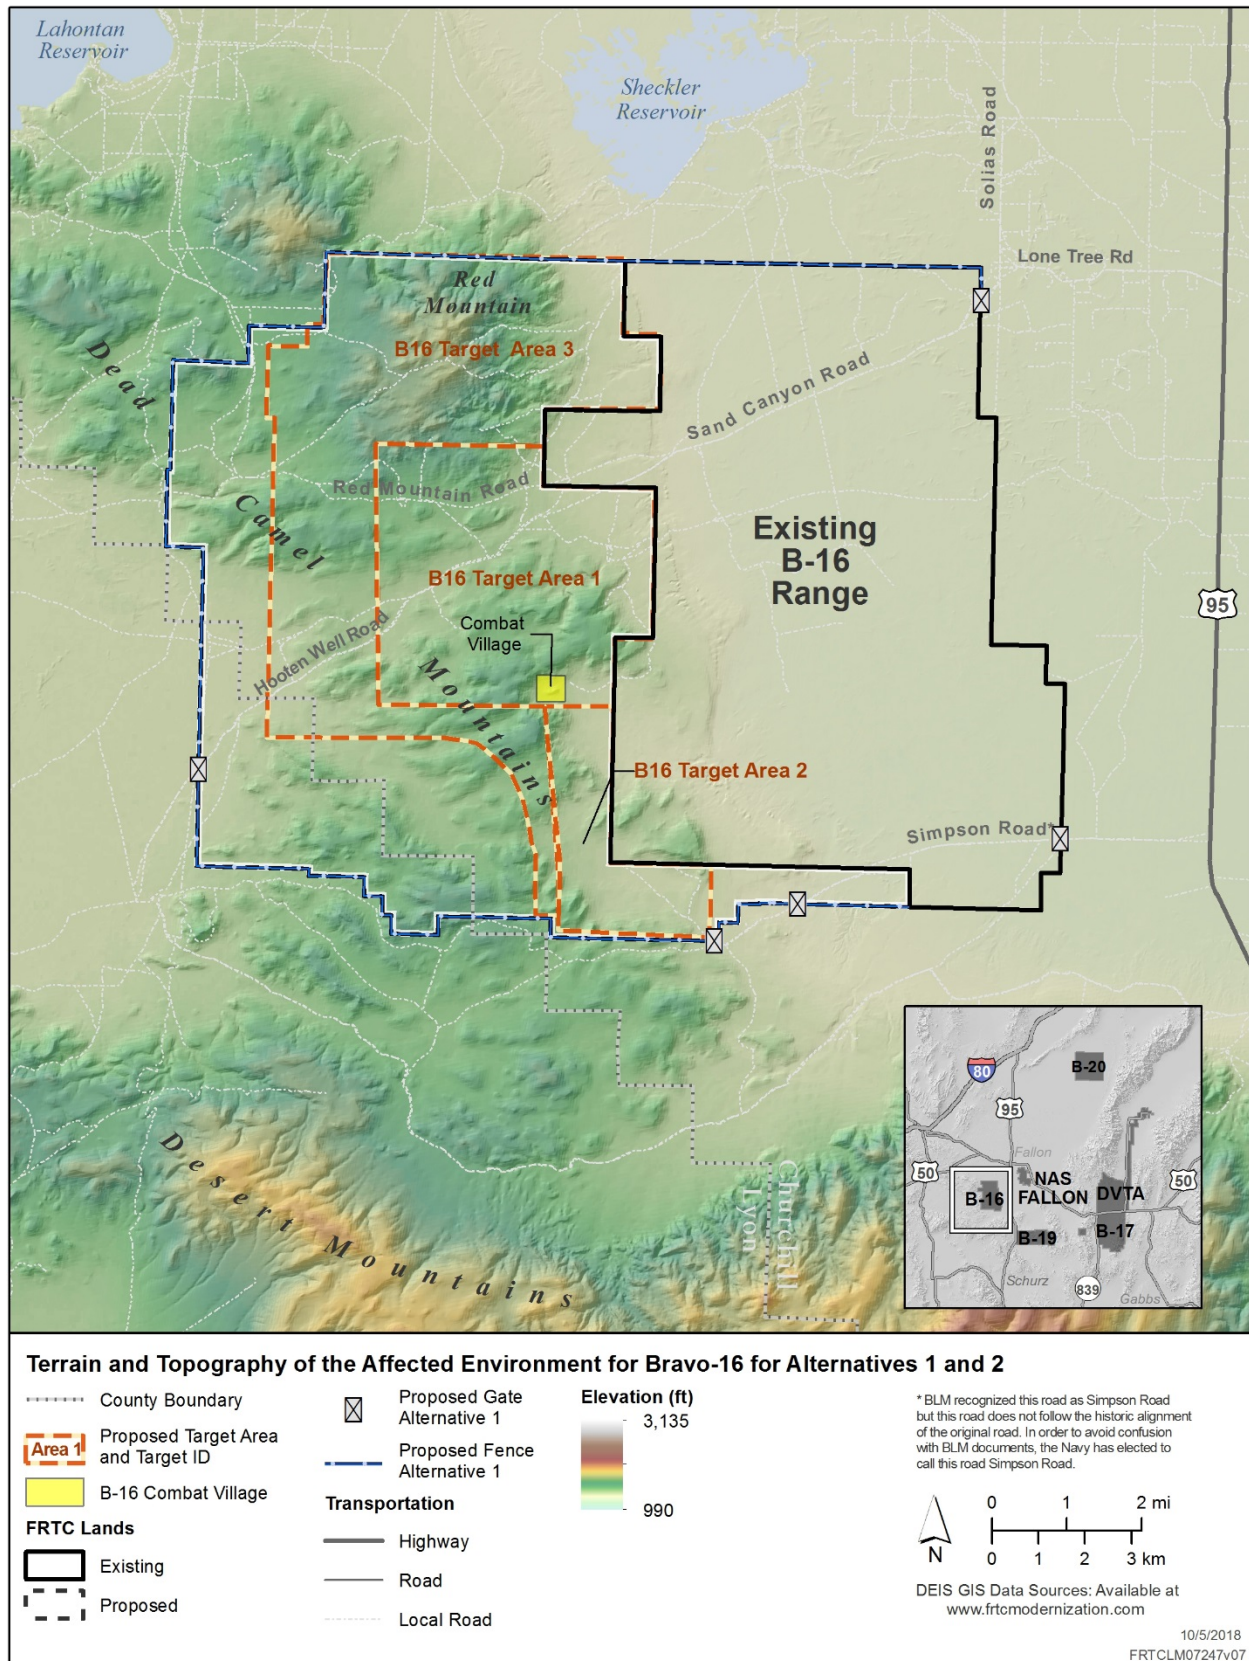 Lahontan
Reservoir
Sheckler
Reservoir
Solias Road
Lone Tree Rd
Red
Mountain
B16 Target Area 3
Dead
Sand Canyon Road
Red Mountain Road
Camel
Existing
B-16
Range
B16 Target Area 1
95
Combat
Village
Hooten Well Road
Mountains
B16 Target Area 2
Simpson Road*
Desert Mountains
Churchill
Lyon
80
B-20
95
Fallon
50
NAS
FALLON
DVTA
50
B-16
B-17
B-19
Schurz
839
Gabbs
Terrain and Topography of the Affected Environment for Bravo-16 for Alternatives 1 and 2
County Boundary
Area 1
Proposed Target Area
and Target ID
B-16 Combat Village
FRTC Lands
Existing
Proposed
Proposed Gate
Alternative 1
Proposed Fence
Alternative 1
Transportation
Highway
Road
Local Road
Elevation (ft)
3,135
990
* BLM recognized this road as Simpson Road
but this road does not follow the historic alignment
of the original road. In order to avoid confusion
with BLM documents, the Navy has elected to
call this road Simpson Road.
N
0 1 2 mi
0 1 2 3 km
DEIS GIS Data Sources: Available at
www.frtcmodernization.com
10/5/2018
FRTCLM07247v07